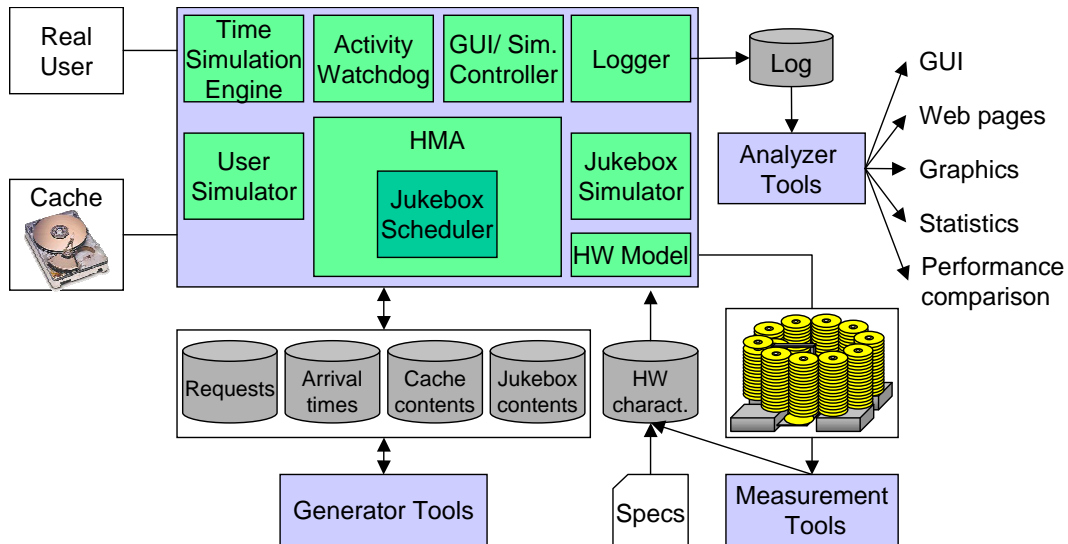 Real
User
Time
Simulation
Engine
Activity
Watchdog
GUI/ Sim.
Controller
Logger
Log
GUI
Web pages
Graphics
Statistics
Performance
comparison
Analyzer
Tools
Cache
User
Simulator
HMA
Jukebox
Scheduler
Jukebox
Simulator
HW Model
Requests
Arrival
times
Cache
contents
Jukebox
contents
HW
charact.
Generator Tools
Specs
Measurement
Tools